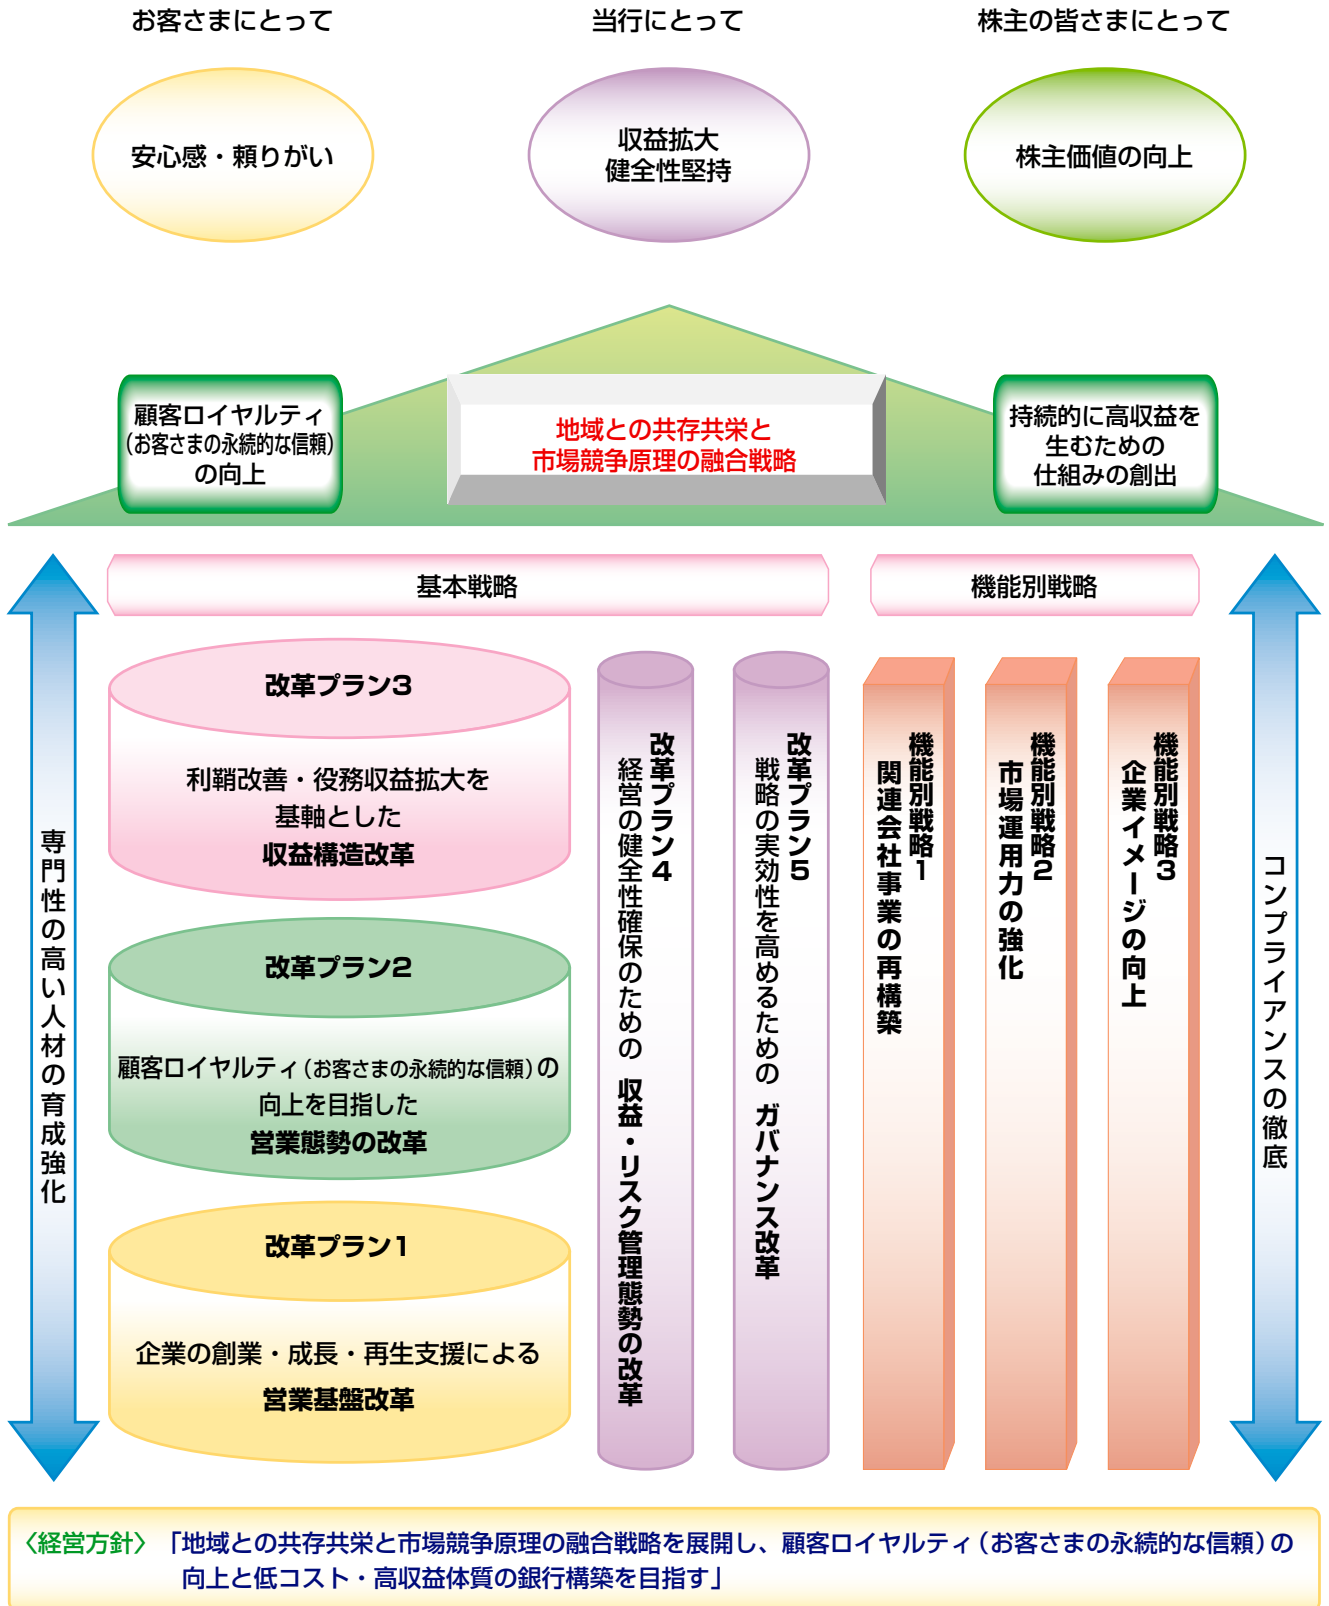 お客さまにとって
当行にとって
株主の皆さまにとって
安心感・頼りがい
収益拡大
健全性堅持
株主価値の向上
顧客ロイヤルティ
（お客さまの永続的な信頼）
の向上
地域との共存共栄と
市場競争原理の融合戦略
持続的に高収益を
生むための
仕組みの創出
基本戦略
機能別戦略
専門性の高い人材の育成強化
改革プラン3
利鞘改善・役務収益拡大を
基軸とした
収益構造改革
改革プラン2
顧客ロイヤルティ（お客さまの永続的な信頼）の
向上を目指した
営業態勢の改革
改革プラン1
企業の創業・成長・再生支援による
営業基盤改革
改革プラン4
経営の健全性確保のための 収益・リスク管理態勢の改革
改革プラン5
戦略の実効性を高めるための ガバナンス改革
機能別戦略1
関連会社事業の再構築
機能別戦略2
市場運用力の強化
機能別戦略3
企業イメージの向上
コンプライアンスの徹底
〈経営方針〉「地域との共存共栄と市場競争原理の融合戦略を展開し、顧客ロイヤルティ（お客さまの永続的な信頼）の
向上と低コスト・高収益体質の銀行構築を目指す」